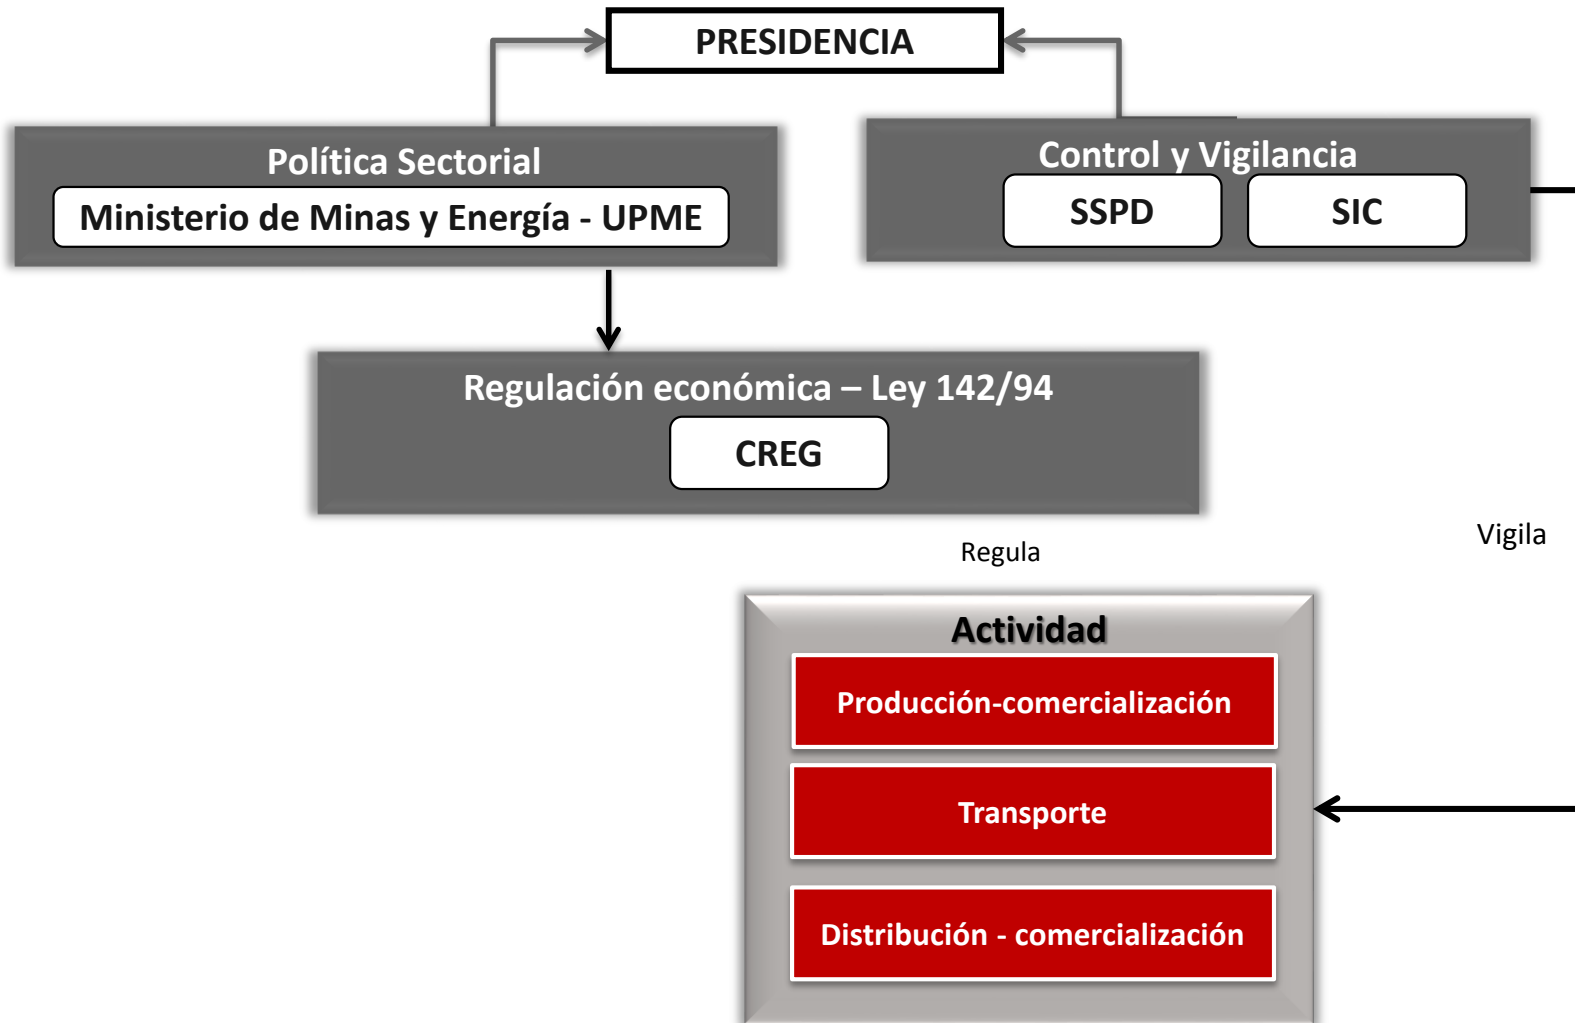 PRESIDENCIA
Política Sectorial
Ministerio de Minas y Energía - UPME
Control y Vigilancia
SSPD
SIC
Regulación económica – Ley 142/94
CREG
Regula
Vigila
Actividad
Producción-comercialización
Transporte
Distribución - comercialización